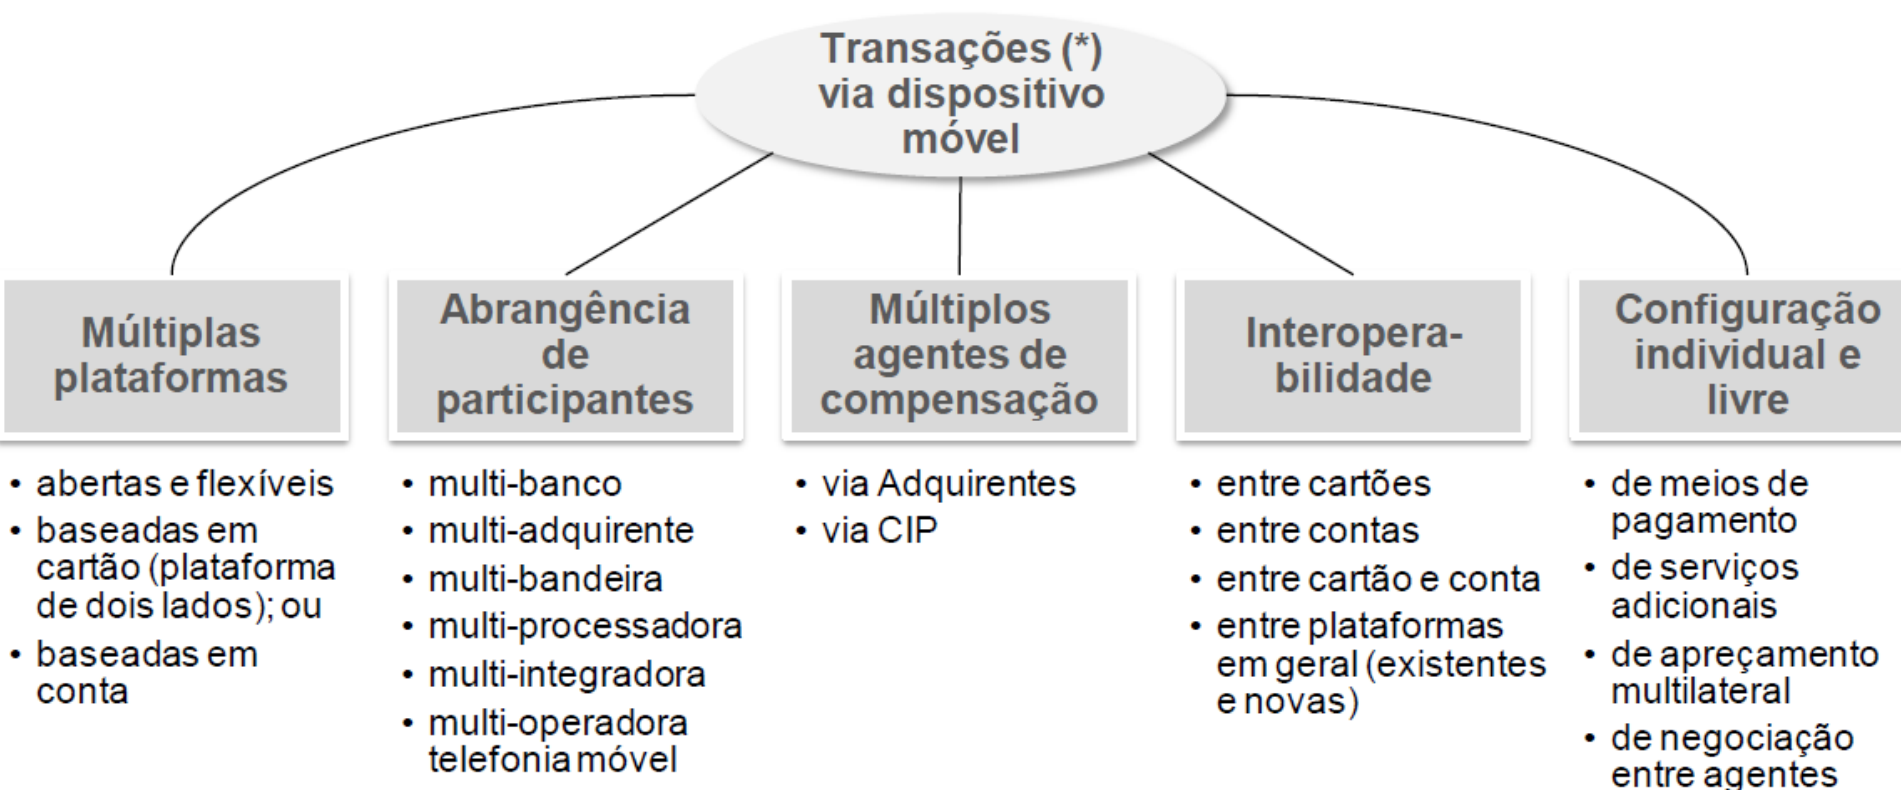 Transações (*)
via dispositivo
móvel
Múltiplas
plataformas
• abertas e flexíveis
• baseadas em
cartão (plataforma
de dois lados); ou
• baseadas em
conta
Abrangência
de
participantes
• multi-banco
• multi-adquirente
• multi-bandeira
• multi-processadora
• multi-integradora
• multi-operadora
telefonia móvel
Múltiplos
agentes de
compensação
• via Adquirentes
• via CIP
Interopera-
bilidade
• entre cartões
• entre contas
• entre cartão e conta
• entre plataformas
em geral (existentes
e novas)
Configuração
individual e
livre
• de meios de
pagamento
• de serviços
adicionais
• de apreçamento
multilateral
• de negociação
entre agentes